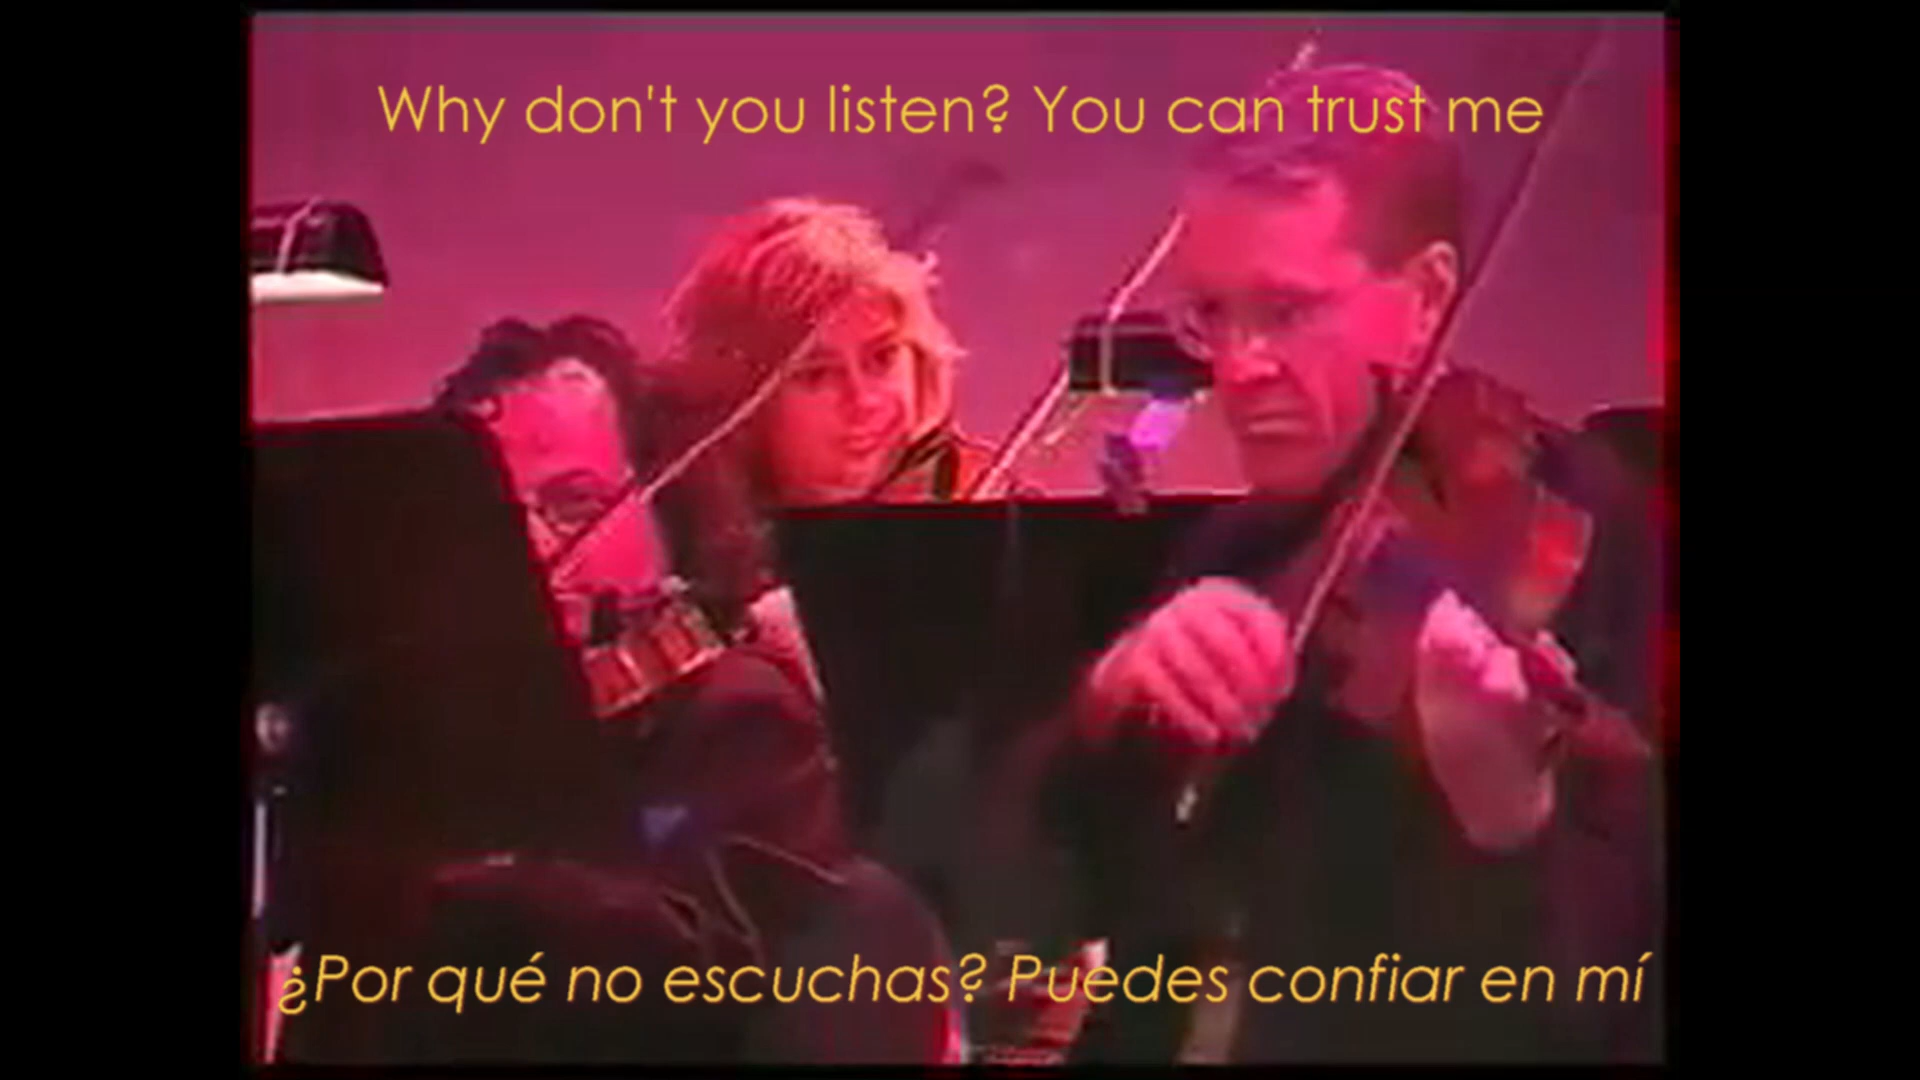 Why don't you listen? You can trust me
¿Por qué no escuchas? Puedes confiar en mí